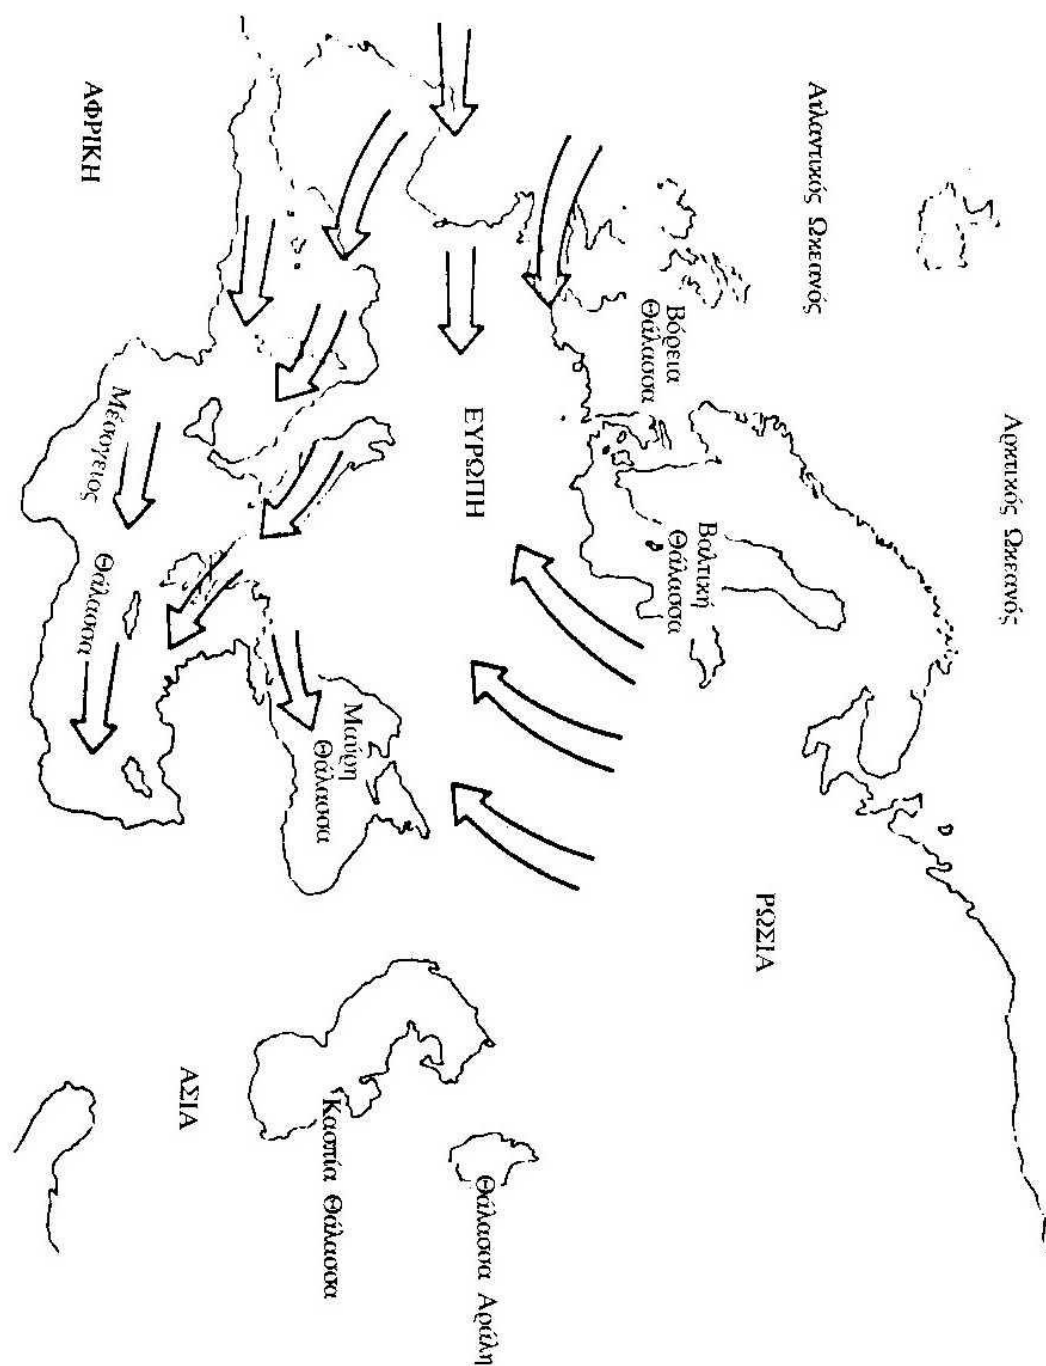 Αρκτικός Ωκεανός
Ατλαντικός Ωκεανός
ΡΩΣΙΑ
Βόρεια
Θάλασσα
Βαλτική
Θάλασσα
ΕΥΡΩΠΗ
Θάλασσα Αράλη
Μαύρη
Θάλασσα
Κασπία Θάλασσα
ΑΣΙΑ
Μέσογειος
Θάλασσα
ΑΦΡΙΚΗ